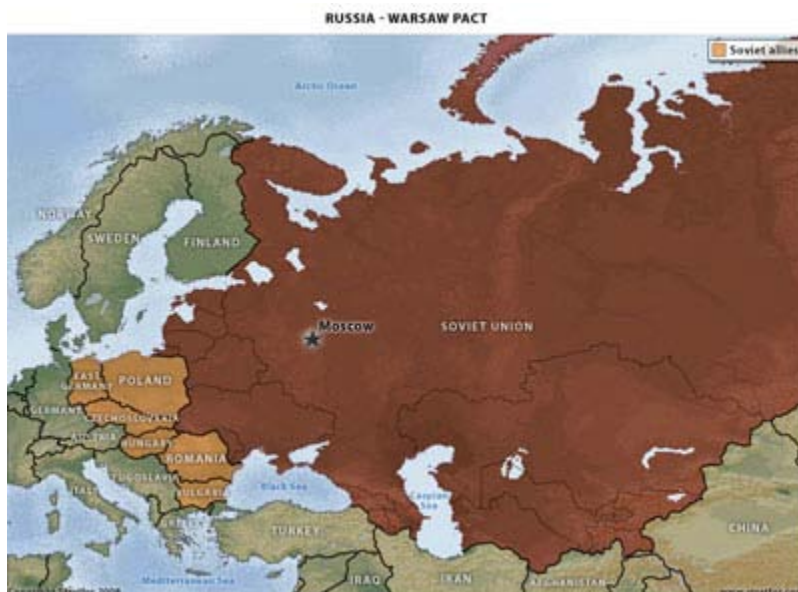 RUSSIA - WARSAW PACT
Soviet allies
Arctic Ocean
NORWAY
SWEDEN
FINLAND
Moscow
SOVIET UNION
EAST
GERMANY
POLAND
GERMANY
CZECHOSLOVAKIA
AUSTRIA
HUNGARY
ROMANIA
YUGOSLAVIA
ITALY
BULGARIA
Black Sea
Caspian
Sea
GREECE
TURKEY
CHINA
Mediterranean Sea
IRAQ
IRAN
AFGHANISTAN